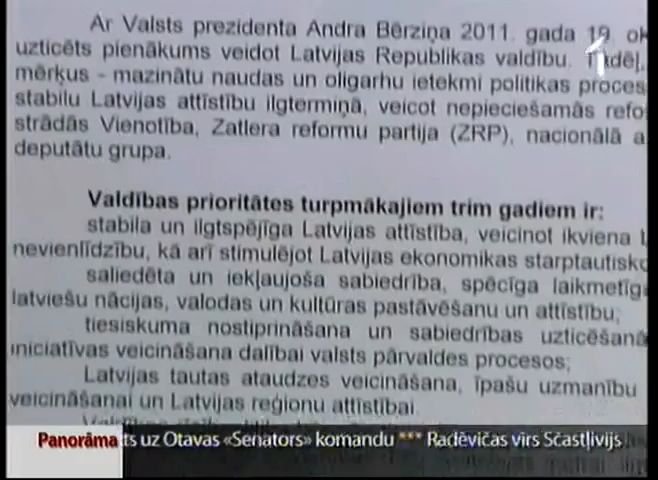 Ar Valsts prezidenta Andra Bērziņa 2011. gada 19. ok
uzticēts pienākums veidot Latvijas Republikas valdību.
mērķus - mazinātu naudas un oligarhu ietekmi politikas proces
stabilu Latvijas attīstību ilgtermiņā, veicot nepieciešamās refo
strādās Vienotība, Zatlera reformu partija (ZRP), nacionālā a
deputātu grupa.
Valdības prioritātes turpmākajiem trim gadiem ir:
stabila un ilgtspējīga Latvijas attīstība, veicinot ikviena
nevienlīdzību, kā arī stimulējot Latvijas ekonomikas starptautisko
saliedēta un iekļaujoša sabiedrība, spēcīga laikmetīg
latviešu nācijas, valodas un kultūras pastāvēšanu un attīstību;
tiesiskuma nostiprināšana un sabiedrības uzticēšanā
iniciatīvas veicināšana dalībai valsts pārvaldes procesos;
Latvijas tautas ataudzes veicināšana, īpašu uzmanību
veicināšanai un Latvijas reģionu attīstībai.
Panorāma ts uz Otavas «Senators» komandu *** Radēvičas vīrs Ščastļivijs